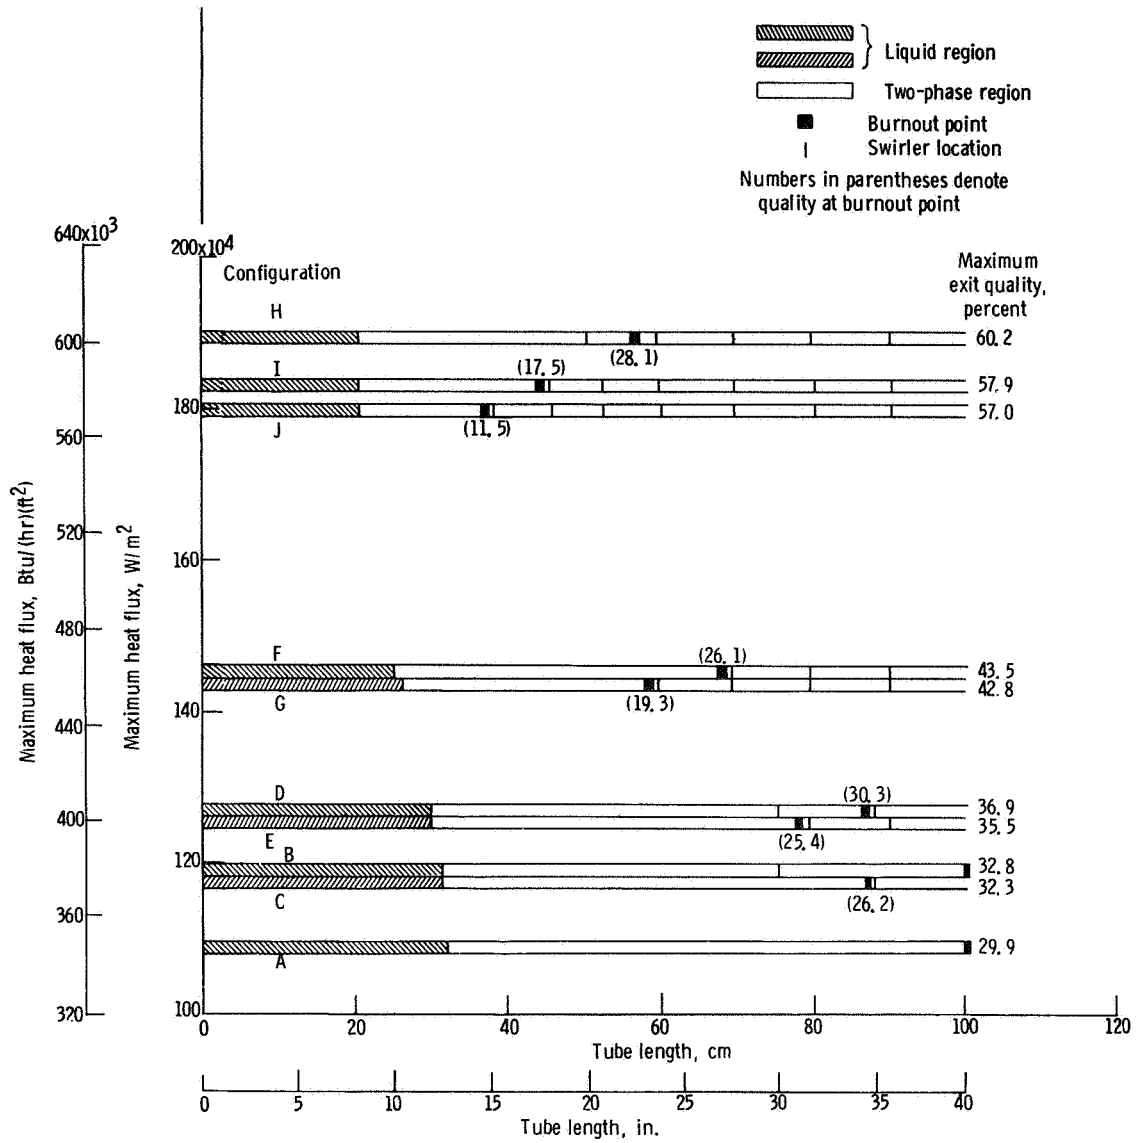 Liquid region
Two-phase region
Burnout point
Swirler location
Numbers in parentheses denote
quality at burnout point
640x10³
200x10⁴
Configuration
Maximum
exit quality,
percent
H
600
60.2
(28.1)
I
(17.5)
57.9
180
57.0
J
(11.5)
560
Maximum heat flux, Btu/(hr)(ft²)
Maximum heat flux, W/m²
520
160
480
F
(26.1)
43.5
42.8
G
(19.3)
140
440
D
(30.3)
36.9
400
35.5
E
(25.4)
B
120
32.8
32.3
C
(26.2)
360
29.9
A
320
100
0 20 40 60 80 100 120
Tube length, cm
0 5 10 15 20 25 30 35 40
Tube length, in.